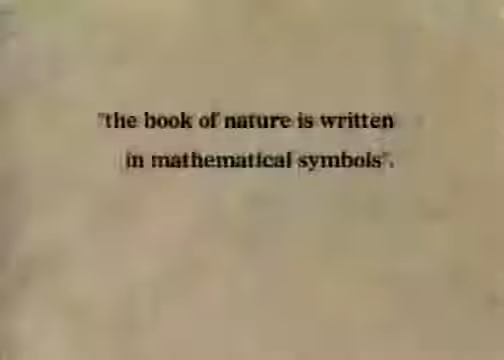 "the book of nature is written
in mathematical symbols".